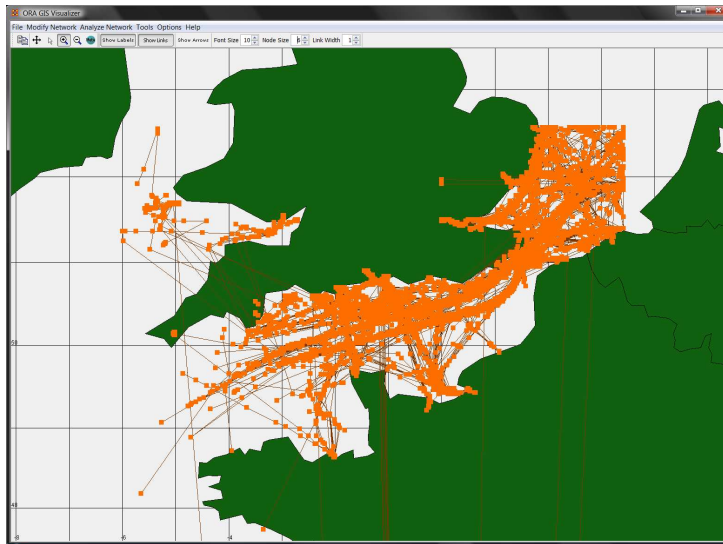 ORA GIS Visualizer
File Modify Network Analyze Network Tools Options Help
Show Labels Show Links Show Arrows Font Size 10 Node Size Link Width 1
50
48
-8 -6 -4